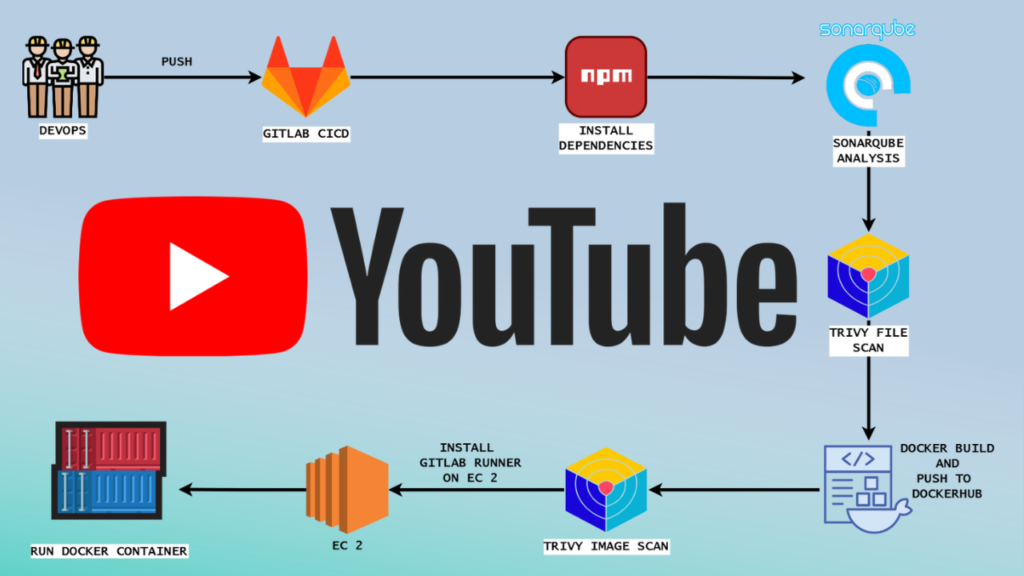 sonarqube
PUSH
npm
DEVOPS
GITLAB CICD
INSTALL
DEPENDENCIES
SONARQUBE
ANALYSIS
YouTube
TRIVY FILE
SCAN
DOCKER BUILD
AND
PUSH TO
DOCKERHUB
</>
INSTALL
GITLAB RUNNER
ON EC 2
RUN DOCKER CONTAINER
EC 2
TRIVY IMAGE SCAN